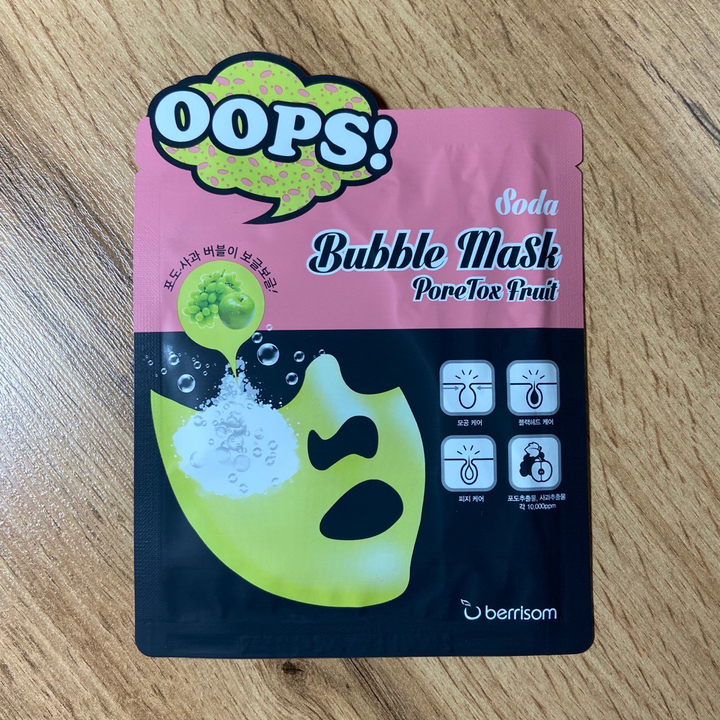 OOPS!
Soda
Bubble Mask
PoreTox Fruit
포도·사과 버블이 보글보글!
모공 케어
블랙헤드 케어
피지 케어
포도추출물, 사과추출물
각 10,000ppm
berrisom